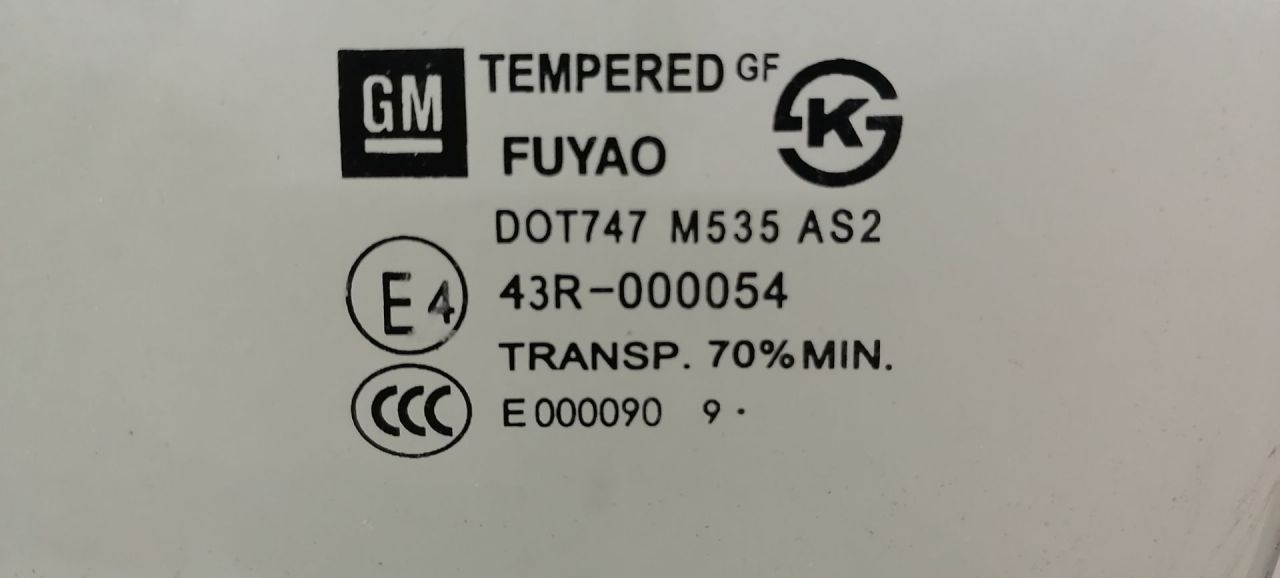 GM TEMPERED GF K
FUYAO
DOT747 M535 AS2
E4 43R-000054
TRANSP. 70% MIN.
CCC E000090 9 ·